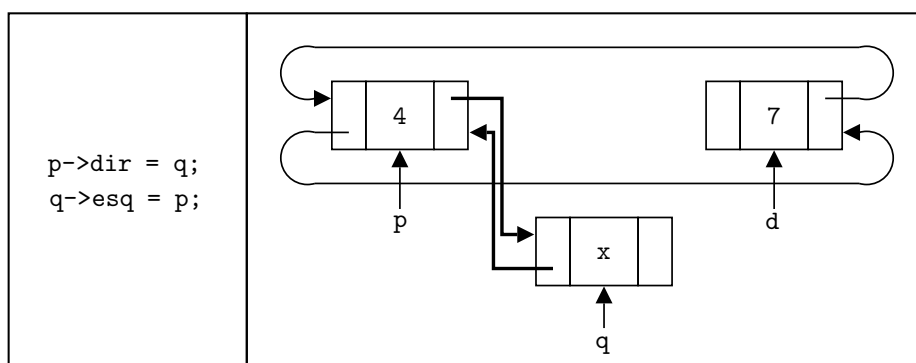 p->dir = q;
q->esq = p;
4
7
p
d
x
q